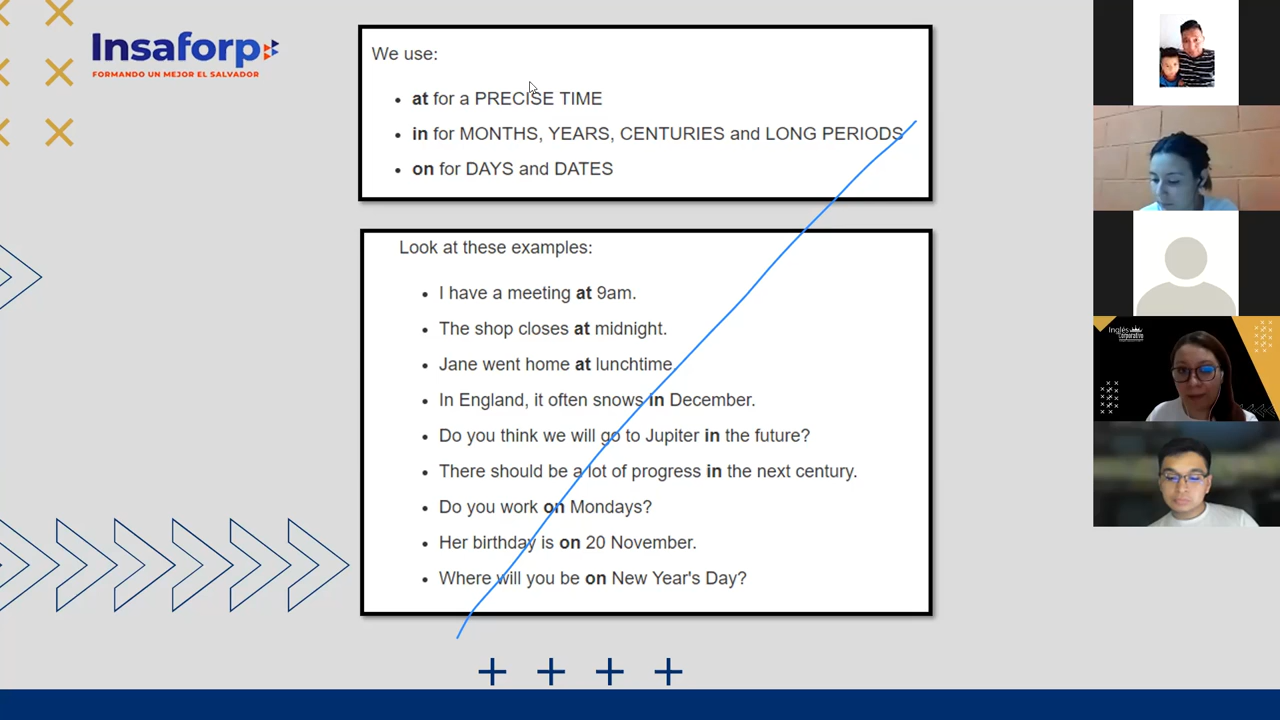 Insaforp
FORMANDO UN MEJOR EL SALVADOR
We use:
• at for a PRECISE TIME
• in for MONTHS, YEARS, CENTURIES and LONG PERIODS
• on for DAYS and DATES
Look at these examples:
• I have a meeting at 9am.
• The shop closes at midnight.
• Jane went home at lunchtime.
• In England, it often snows in December.
• Do you think we will go to Jupiter in the future?
• There should be a lot of progress in the next century.
• Do you work on Mondays?
• Her birthday is on 20 November.
• Where will you be on New Year's Day?
Inglés
Corporativo